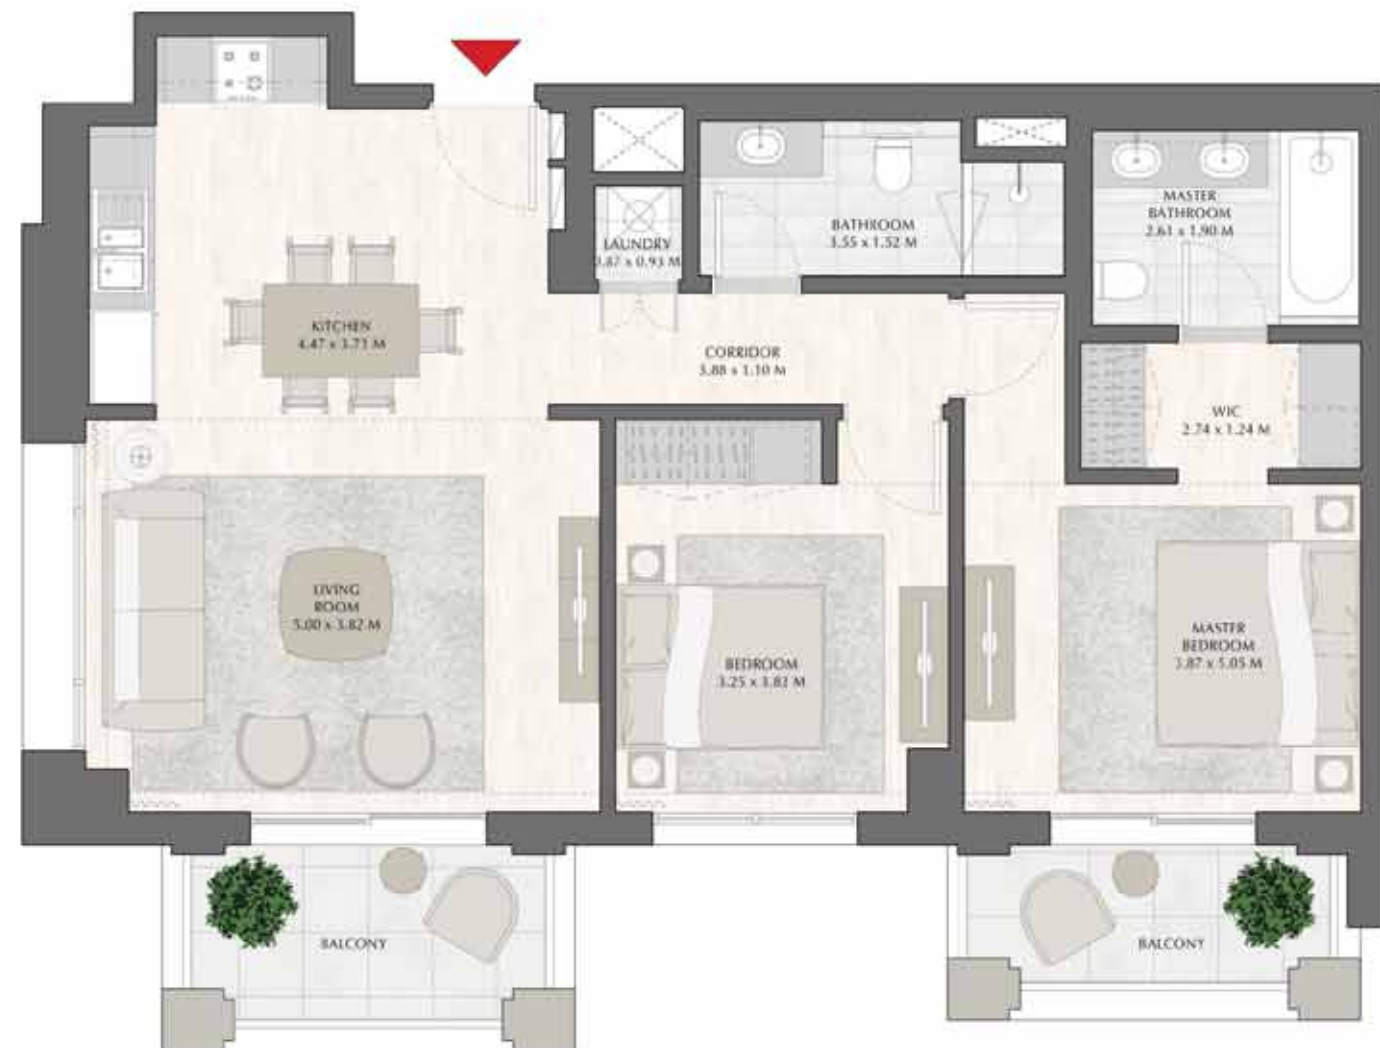 MASTER
BATHROOM
2.61 x 1.90 M
BATHROOM
3.55 x 1.52 M
LAUNDRY
0.93 M
KITCHEN
4.47 x 3.71 M
CORRIDOR
3.88 x 1.10 M
WIC
2.74 x 1.24 M
LIVING
ROOM
5.00 x 3.82 M
BEDROOM
3.25 x 3.82 M
MASTER
BEDROOM
3.87 x 5.05 M
BALCONY
BALCONY